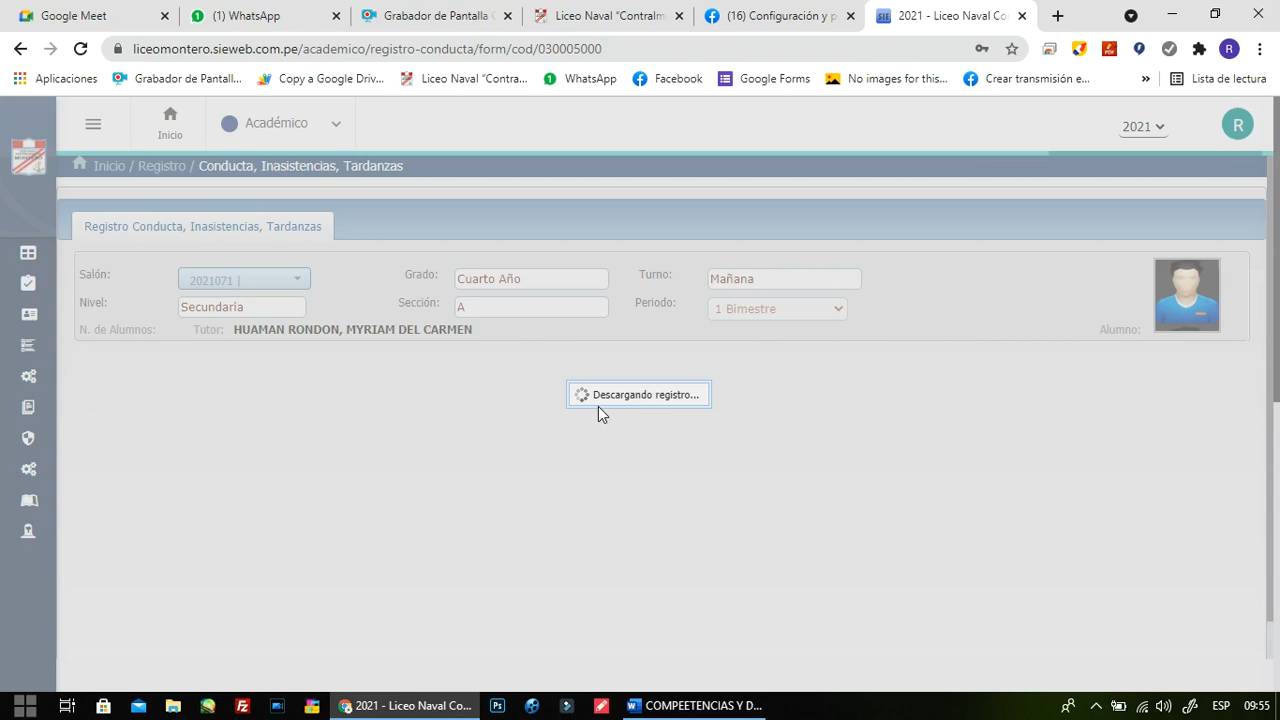 Google Meet
(1) WhatsApp
Grabador de Pantalla G
Liceo Naval "Contralm
(16) Configuración y p
SIE 2021 - Liceo Naval Co
liceomontero.sieweb.com.pe/academico/registro-conducta/form/cod/030005000
R
Aplicaciones
Grabador de Pantall...
Copy a Google Driv...
Liceo Naval "Contra...
WhatsApp
Facebook
Google Forms
No images for this...
Crear transmisión e...
»
Lista de lectura
Inicio
Académico
2021
R
Inicio / Registro / Conducta, Inasistencias, Tardanzas
Registro Conducta, Inasistencias, Tardanzas
Salón: 2021071 | Grado: Cuarto Año Turno: Mañana
Nivel: Secundaria Sección: A Periodo: 1 Bimestre
N. de Alumnos: Tutor: HUAMAN RONDON, MYRIAM DEL CARMEN Alumno:
Descargando registro...
2021 - Liceo Naval Co...
COMPEETENCIAS Y D...
ESP
09:55